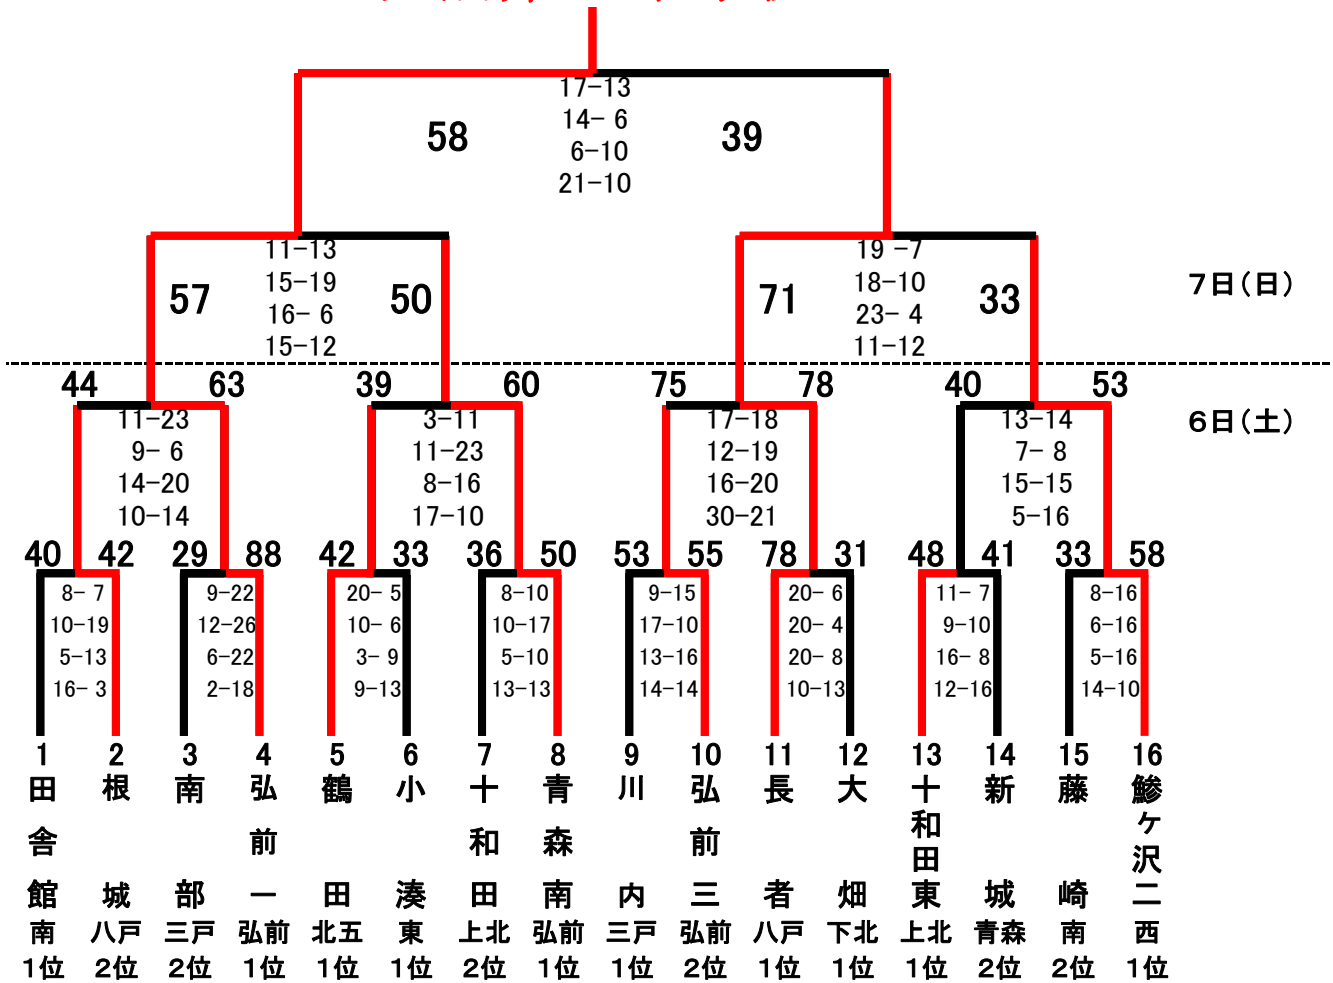 17-13
14- 6
58 39
6-10
21-10
11-13
15-19
57 50
16- 6
15-12
19 -7
18-10
71 33
23- 4
11-12
7日(日)
44 63 39 60 75 78 40 53
6日(土)
11-23
9- 6
14-20
10-14
3-11
11-23
8-16
17-10
17-18
12-19
16-20
30-21
13-14
7- 8
15-15
5-16
40 42 29 88 42 33 36 50 53 55 78 31 48 41 33 58
8- 7
10-19
5-13
16- 3
9-22
12-26
6-22
2-18
20- 5
10- 6
3- 9
9-13
8-10
10-17
5-10
13-13
9-15
17-10
13-16
14-14
20- 6
20- 4
20- 8
10-13
11- 7
9-10
16- 8
12-16
8-16
6-16
5-16
14-10
1 2 3 4 5 6 7 8 9 10 11 12 13 14 15 16
田舎館
根城
南部
弘前一
鶴田
小湊
十和田
青森南
川内
弘前三
長者
大畑
十和田東
新城
藤崎
鰺ヶ沢二
南 八戸 三戸 弘前 北五 東 上北 弘前 三戸 弘前 八戸 下北 上北 青森 南 西
1位 2位 2位 1位 1位 1位 2位 1位 1位 2位 1位 1位 1位 2位 2位 1位